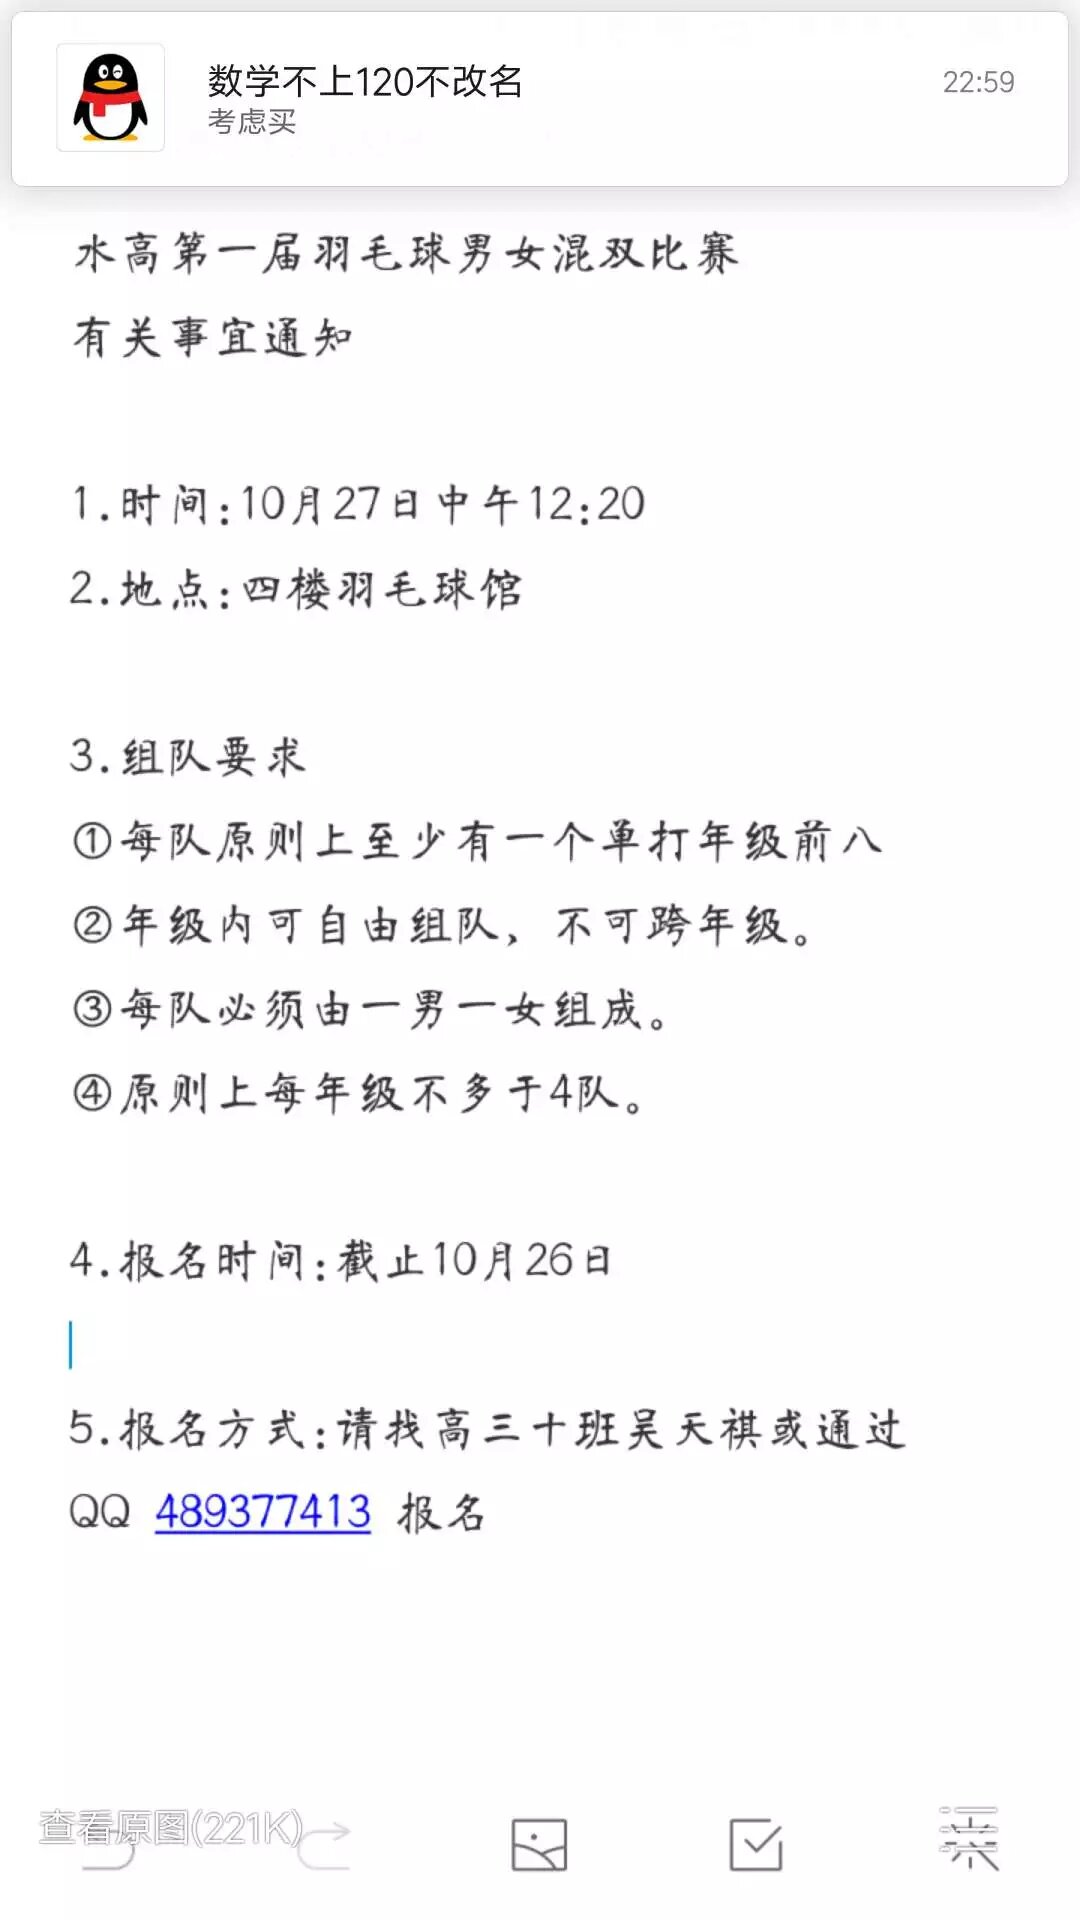 数学不上120不改名
22:59
考虑买
水高第一届羽毛球男女混双比赛
有关事宜通知
1.时间:10月27日中午12:20
2.地点:四楼羽毛球馆
3.组队要求
①每队原则上至少有一个单打年级前八
②年级内可自由组队，不可跨年级。
③每队必须由一男一女组成。
④原则上每年级不多于4队。
4.报名时间:截止10月26日
5.报名方式:请找高三十班吴天祺或通过
QQ 489377413 报名
查看原图(221K)